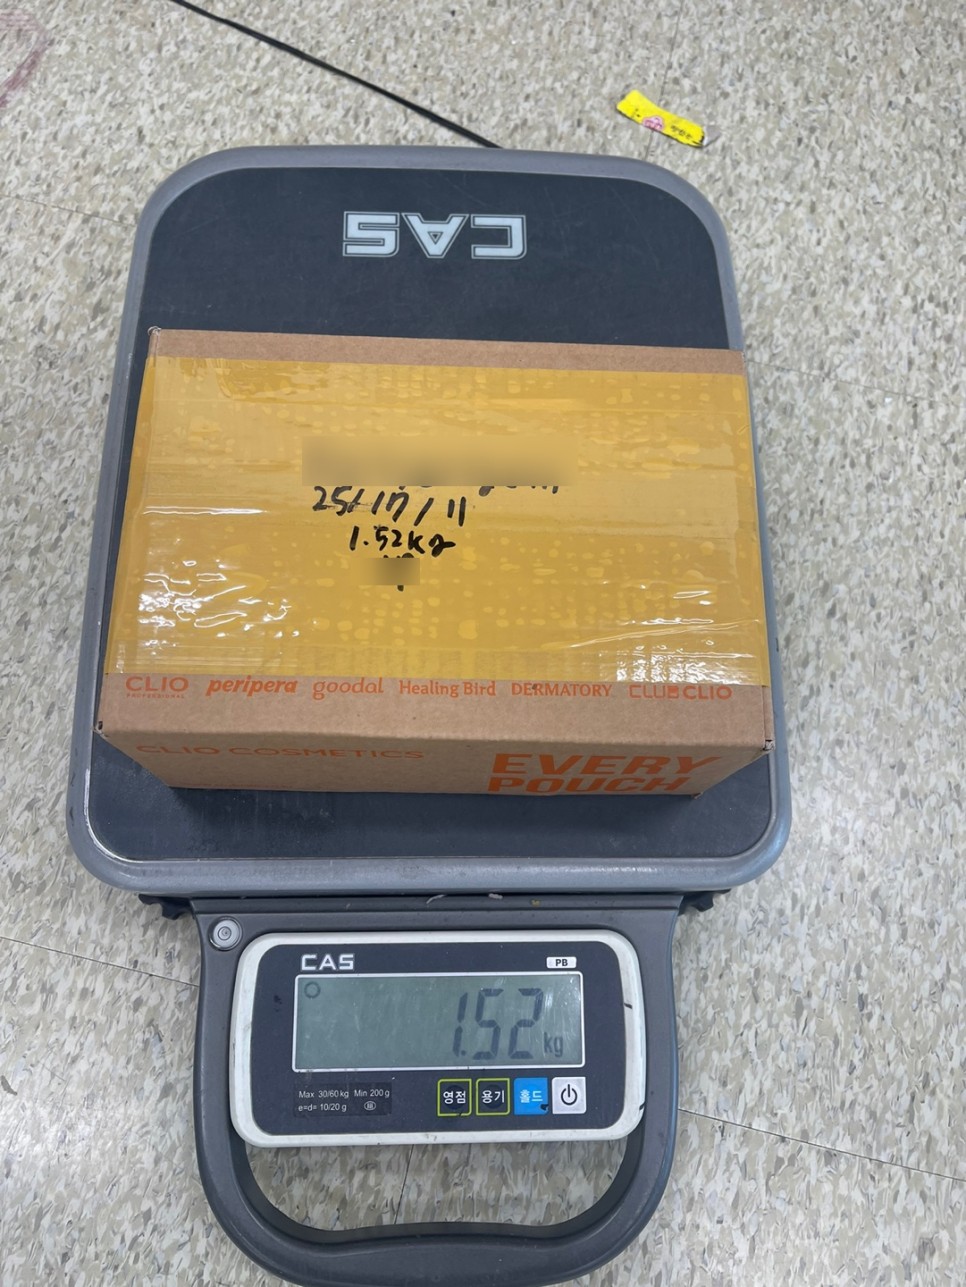 CAS
25/17/11
1.52kg
CLIO peripera goodal Healing Bird DERMATORY CLUB CLIO
PROFESSIONAL
CLIO COSMETICS
EVERY
POUCH
CAS PB
1.52 kg
Max 30/60 kg Min 200 g
e=d= 10/20 g
영점 용기 홀드